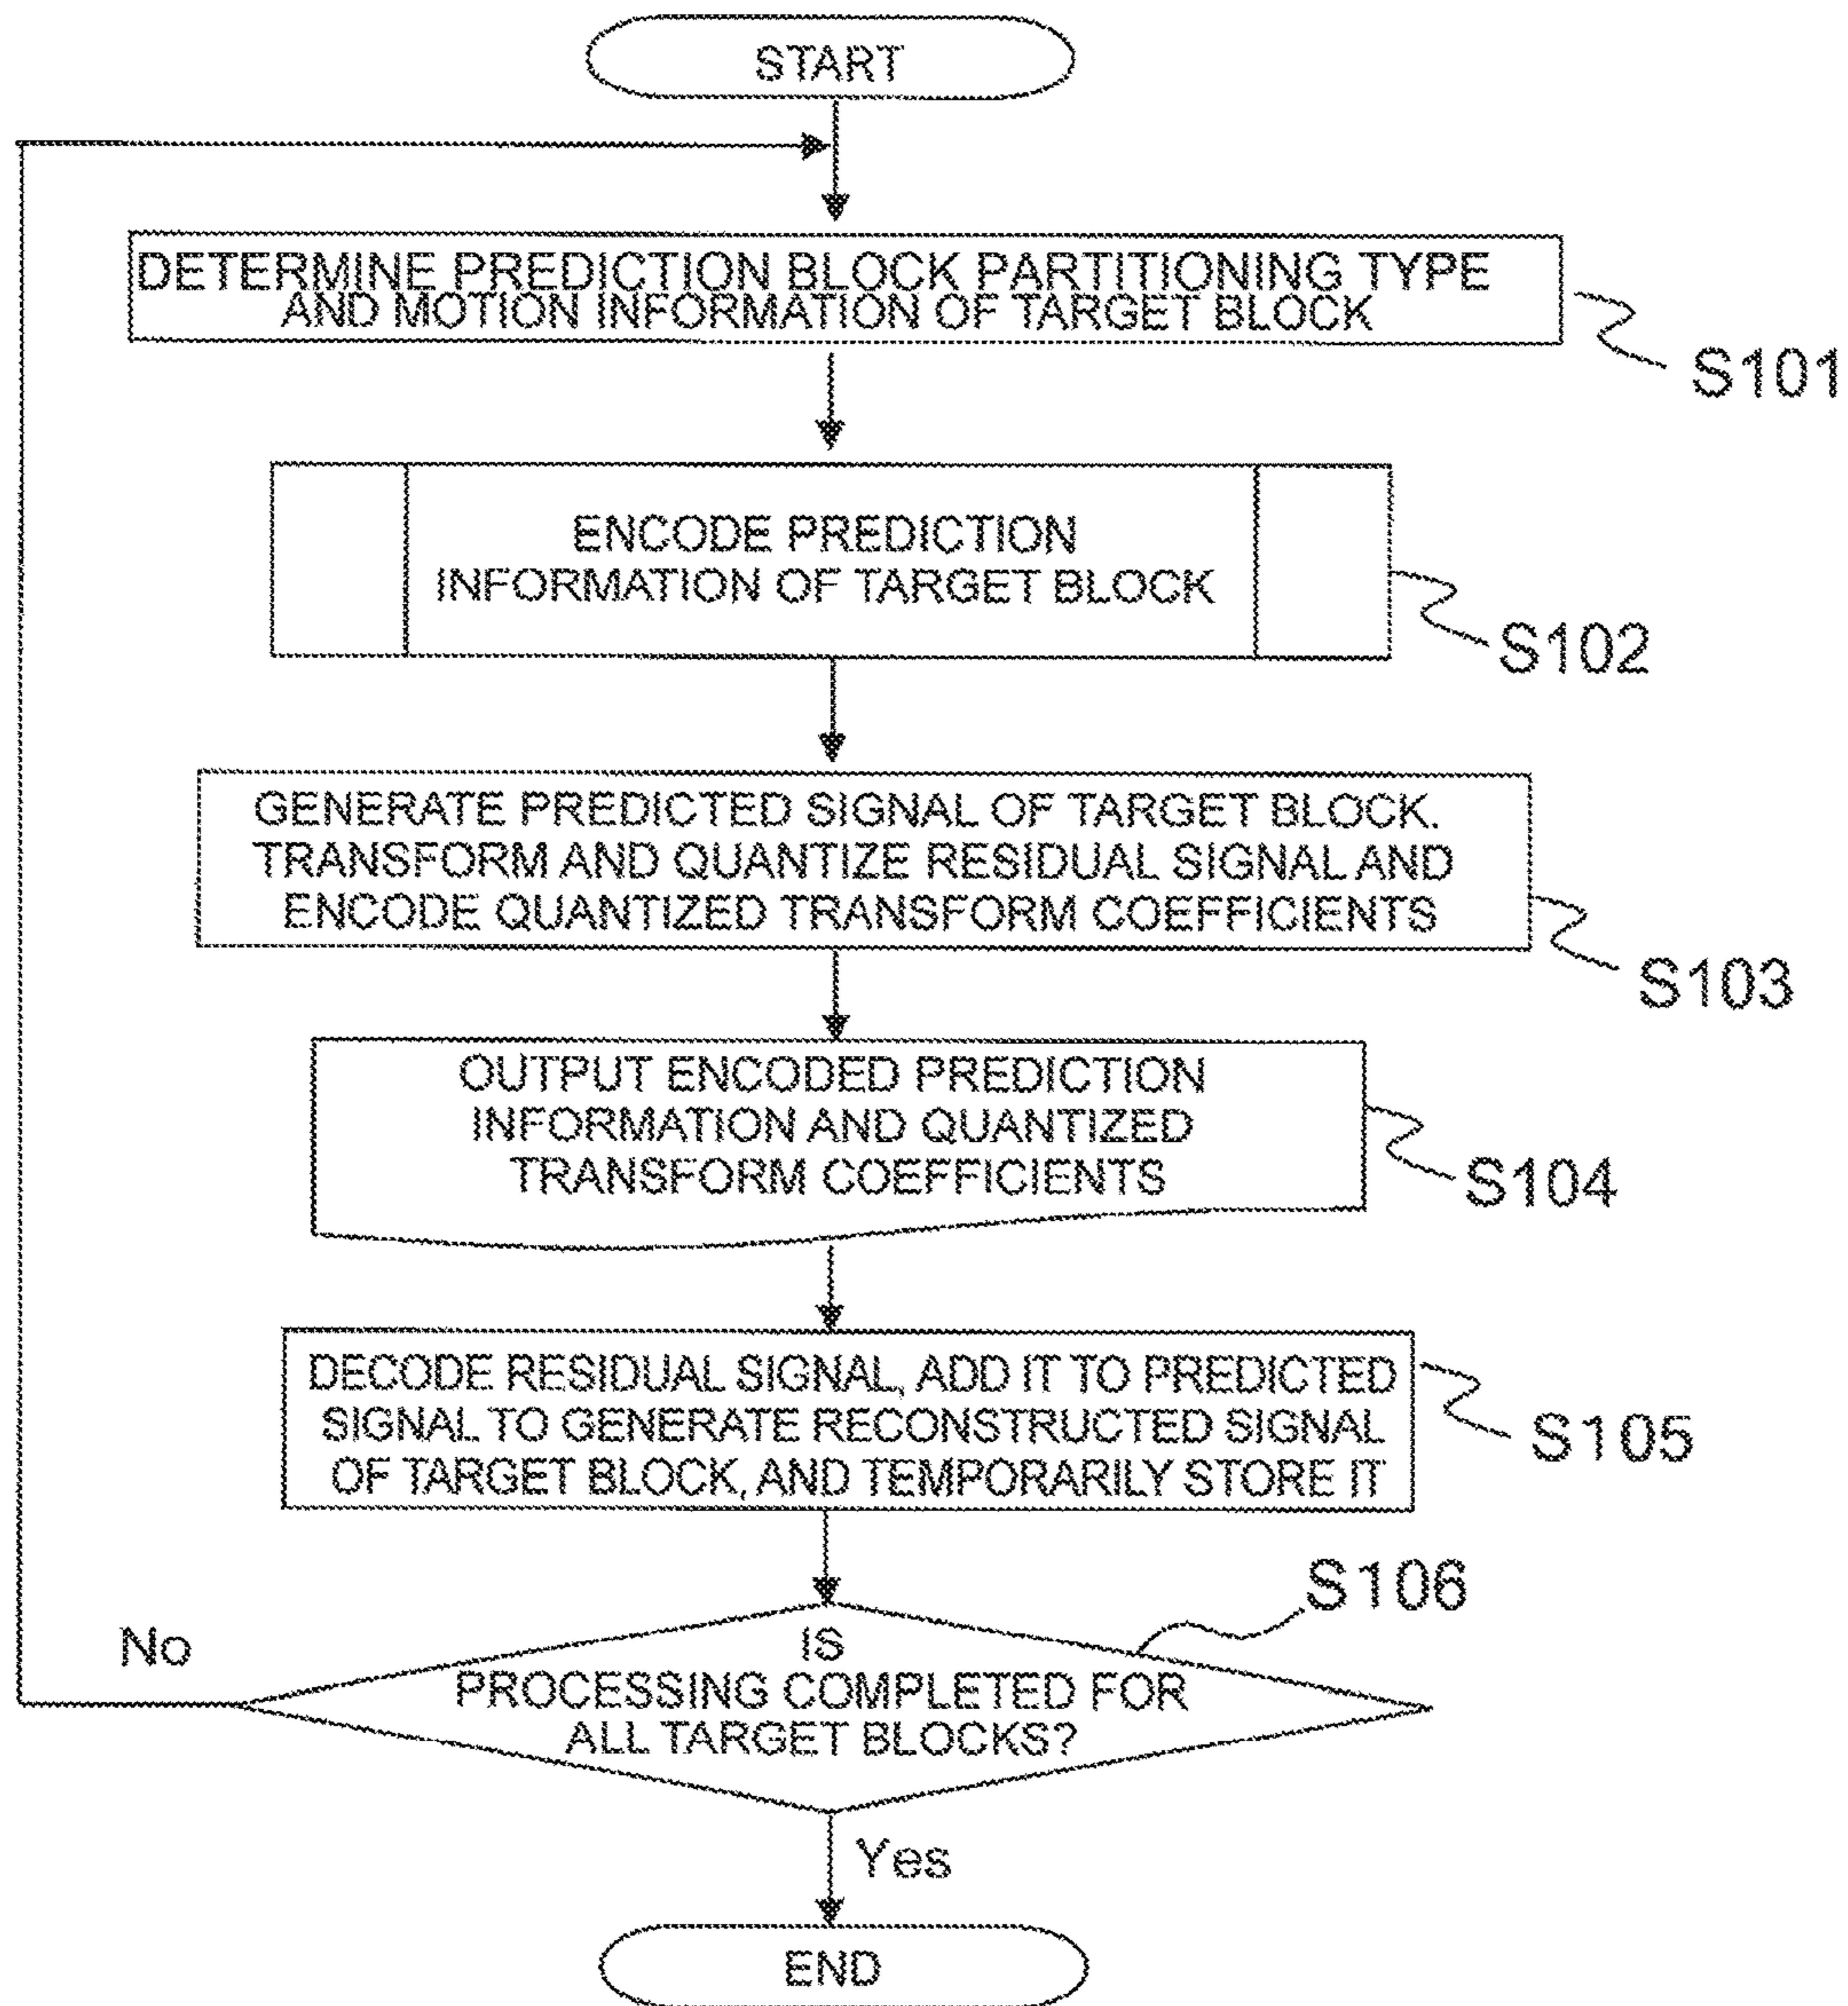 START
DETERMINE PREDICTION BLOCK PARTITIONING TYPE
AND MOTION INFORMATION OF TARGET BLOCK
S101
ENCODE PREDICTION
INFORMATION OF TARGET BLOCK
S102
GENERATE PREDICTED SIGNAL OF TARGET BLOCK.
TRANSFORM AND QUANTIZE RESIDUAL SIGNAL AND
ENCODE QUANTIZED TRANSFORM COEFFICIENTS
S103
OUTPUT ENCODED PREDICTION
INFORMATION AND QUANTIZED
TRANSFORM COEFFICIENTS
S104
DECODE RESIDUAL SIGNAL, ADD IT TO PREDICTED
SIGNAL TO GENERATE RECONSTRUCTED SIGNAL
OF TARGET BLOCK, AND TEMPORARILY STORE IT
S105
S106
No
IS
PROCESSING COMPLETED FOR
ALL TARGET BLOCKS?
Yes
END